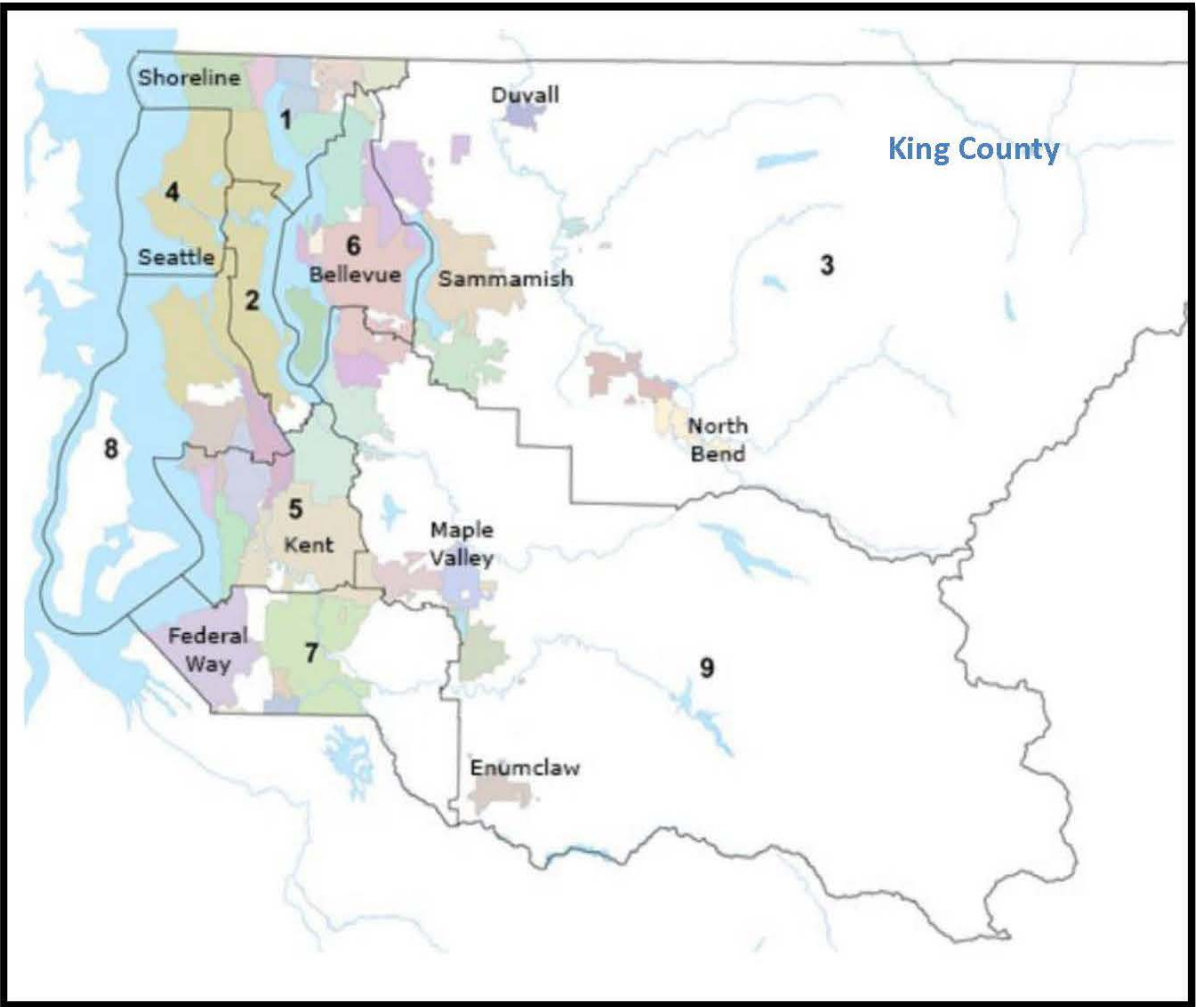 Shoreline
Duvall
1
King County
4
6
3
Seattle
Bellevue
Sammamish
2
North
Bend
8
5
Kent
Maple
Valley
Federal
Way
7
9
Enumclaw